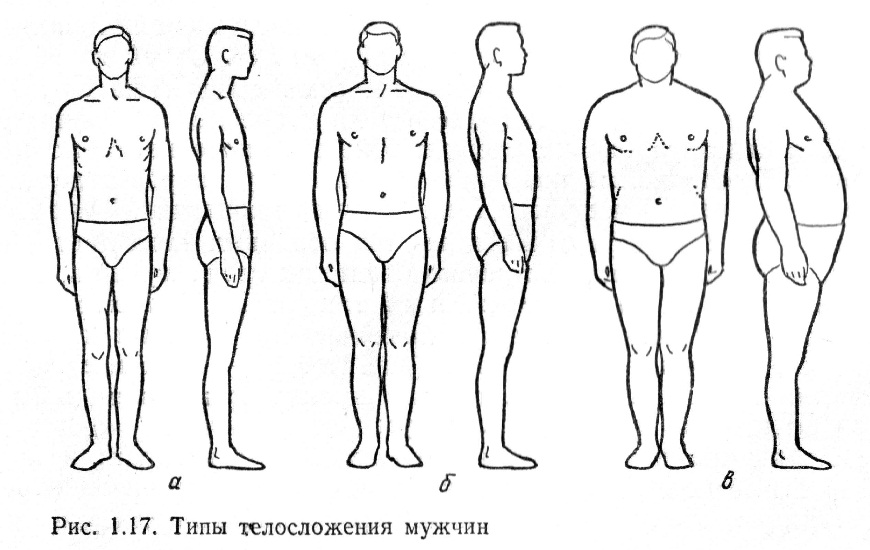 а б в
Рис. 1.17. Типы телосложения мужчин